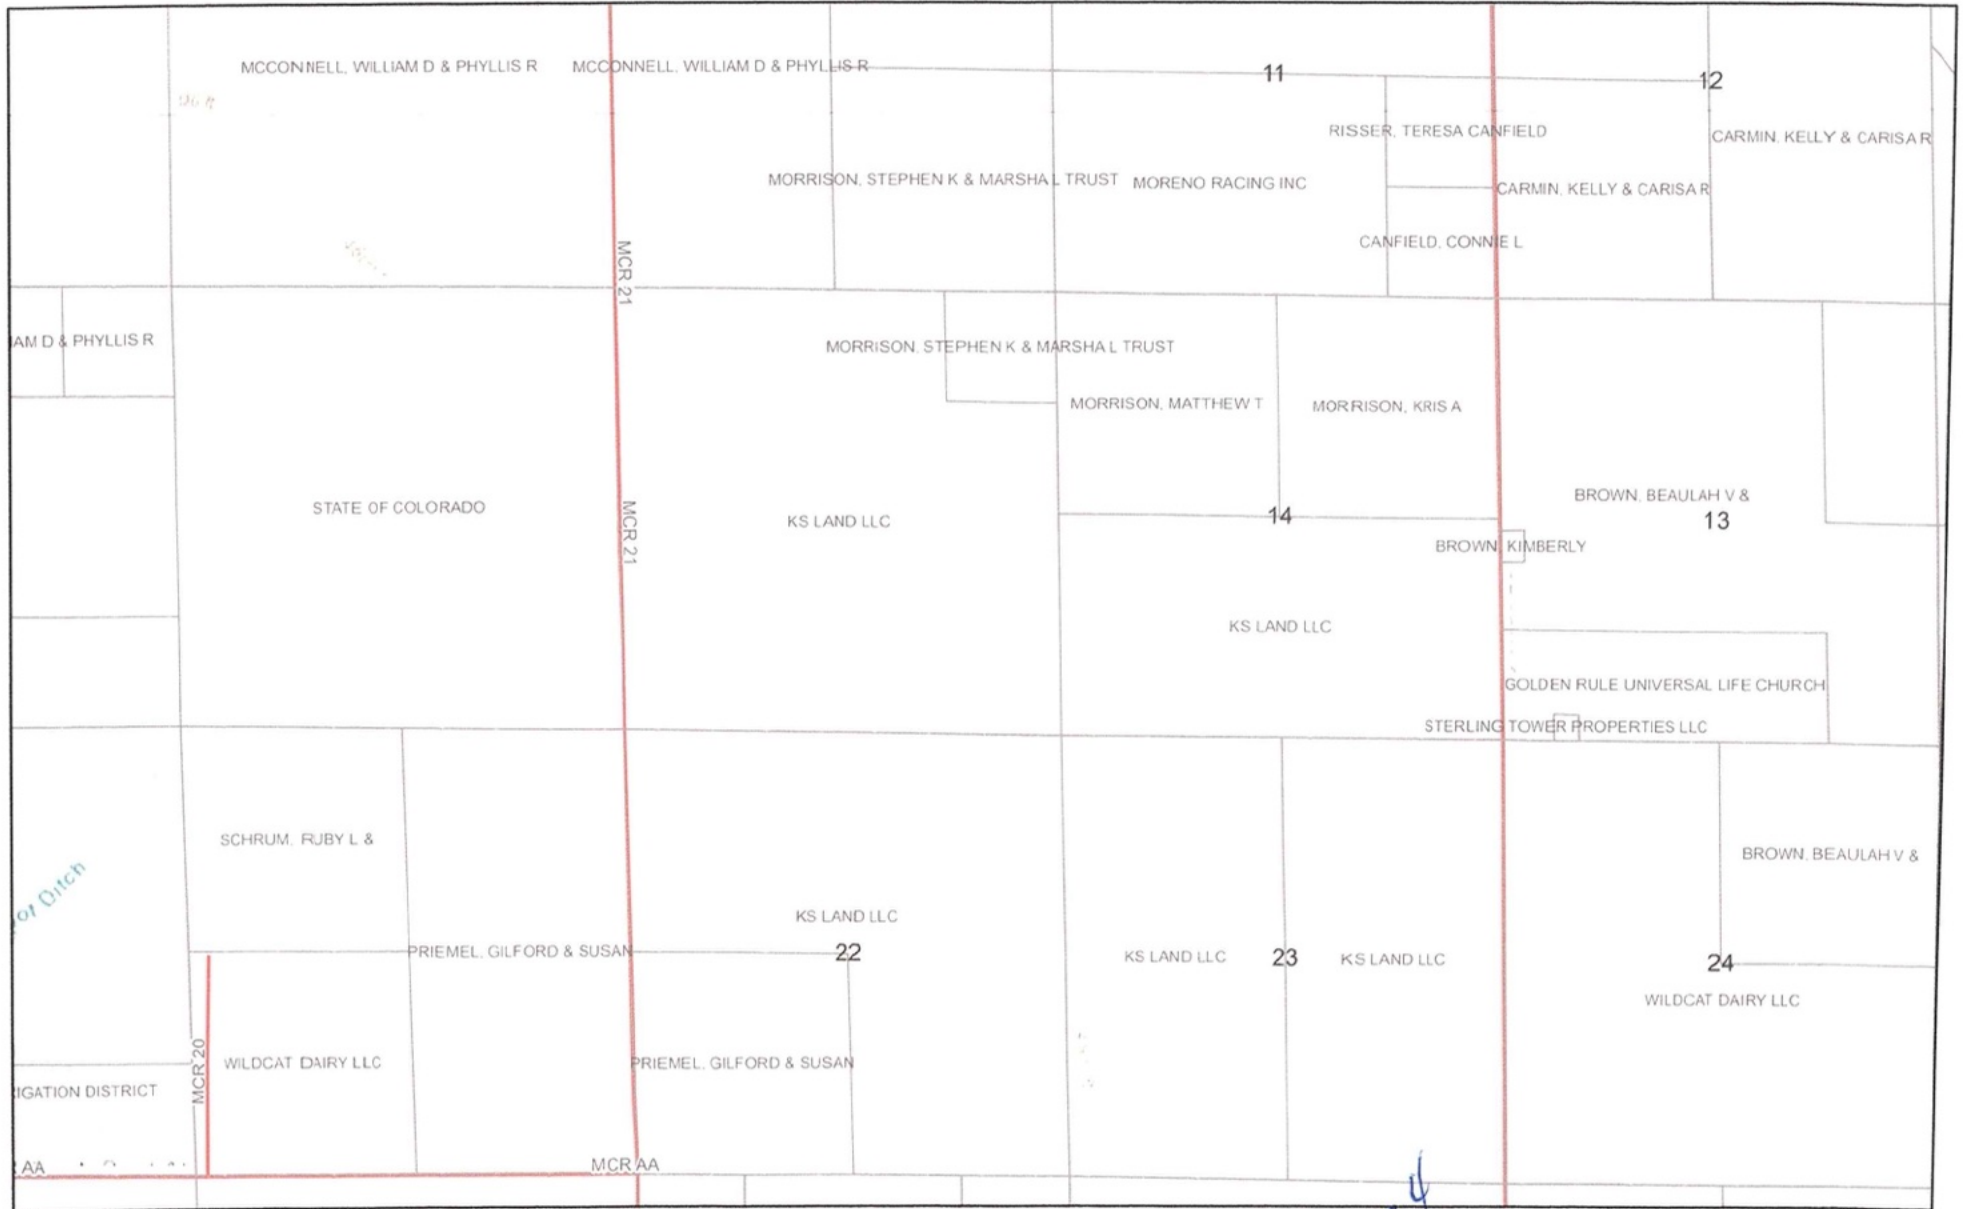 MCCONNELL, WILLIAM D & PHYLLIS R
MCCONNELL, WILLIAM D & PHYLLIS R
11
12
RISSER, TERESA CANFIELD
CARMIN, KELLY & CARISA R
MORRISON, STEPHEN K & MARSHA L TRUST
MORENO RACING INC
CARMIN, KELLY & CARISA R
CANFIELD, CONNIE L
MCR 21
AM D & PHYLLIS R
MORRISON, STEPHEN K & MARSHA L TRUST
MORRISON, MATTHEW T
MORRISON, KRIS A
STATE OF COLORADO
MCR 21
KS LAND LLC
14
BROWN, BEAULAH V &
13
BROWN, KIMBERLY
KS LAND LLC
GOLDEN RULE UNIVERSAL LIFE CHURCH
STERLING TOWER PROPERTIES LLC
SCHRUM, RUBY L &
BROWN, BEAULAH V &
or Ditch
KS LAND LLC
PRIEMEL, GILFORD & SUSAN
22
KS LAND LLC
23
KS LAND LLC
24
WILDCAT DAIRY LLC
MCR 20
WILDCAT DAIRY LLC
PRIEMEL, GILFORD & SUSAN
IGATION DISTRICT
AA
MCR AA